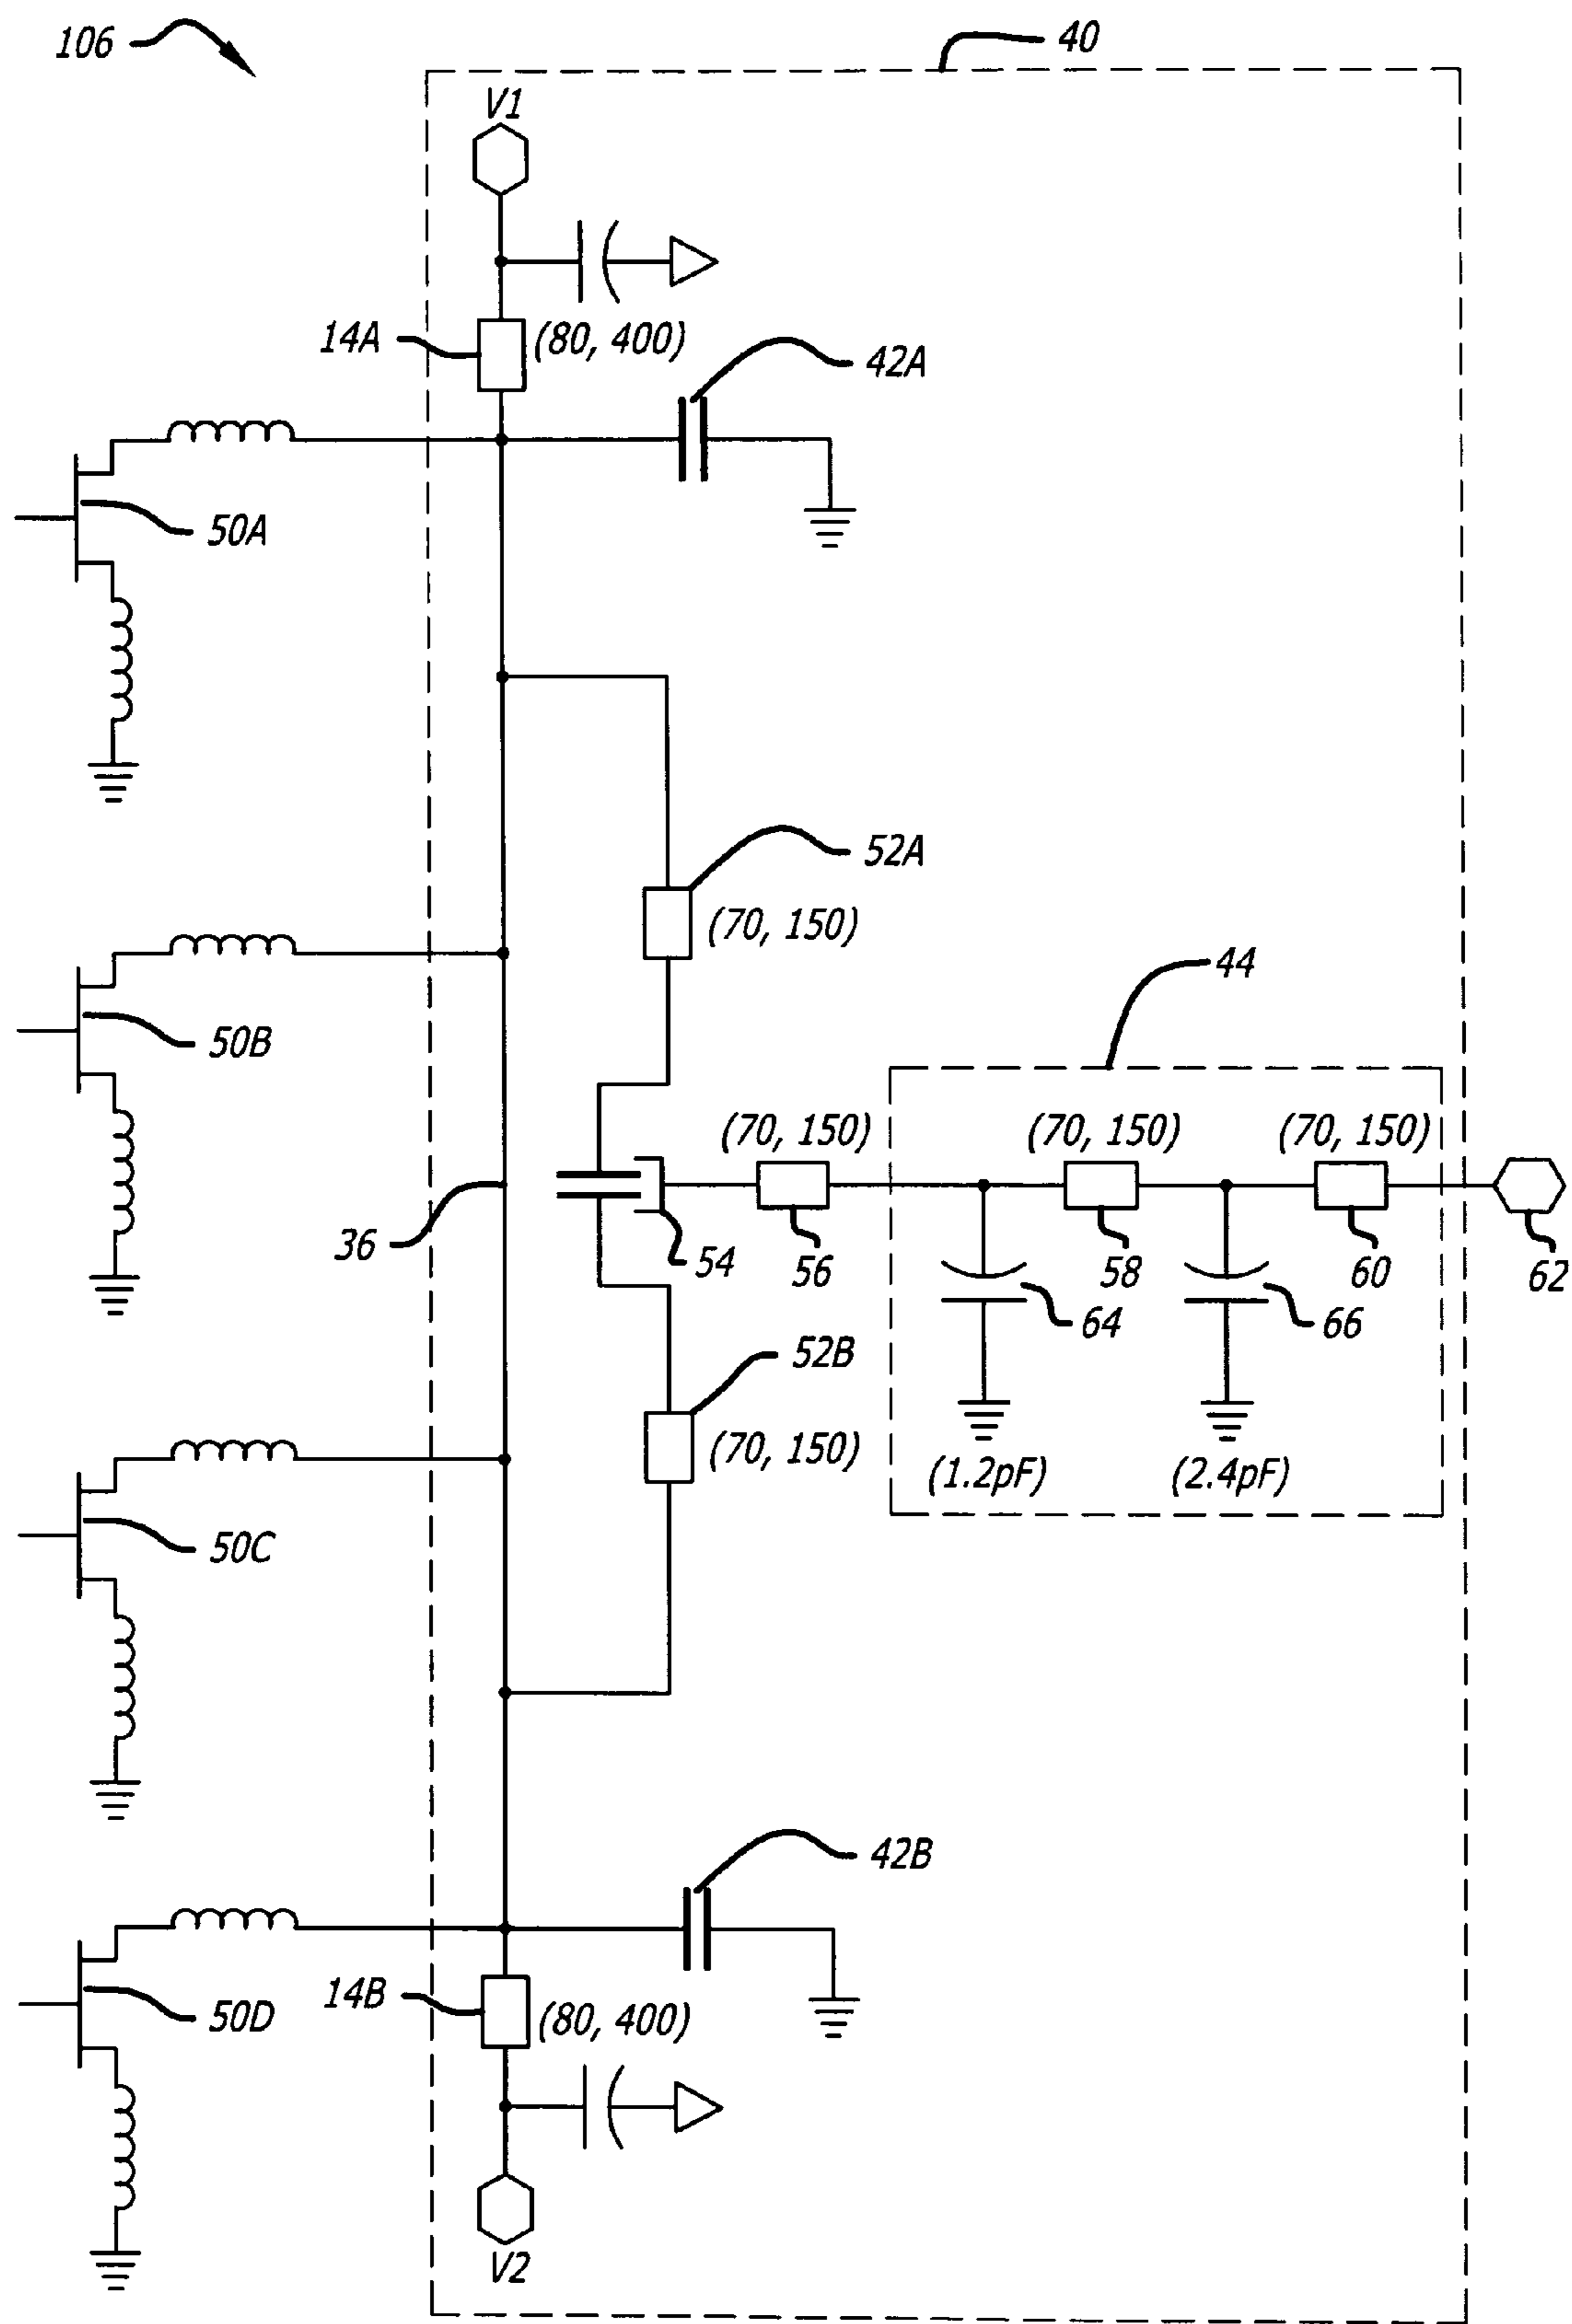 106
40
V1
14A
(80, 400)
42A
50A
52A
(70, 150)
50B
44
(70, 150)
(70, 150)
(70, 150)
36
54
56
58
60
62
64
66
52B
(70, 150)
(1.2pF)
(2.4pF)
50C
42B
14B
(80, 400)
50D
V2